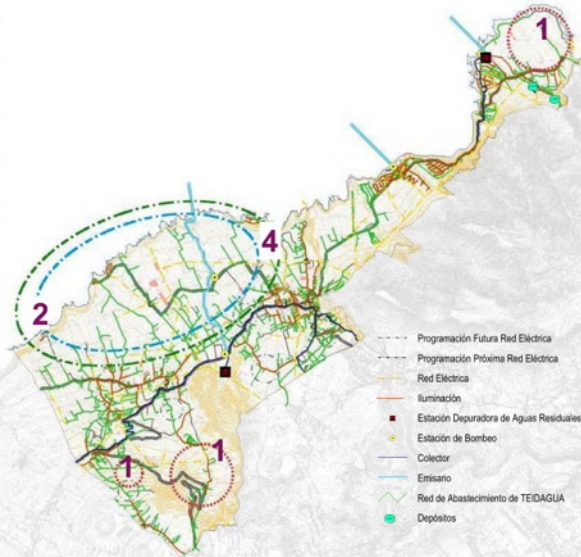 1
4
2
1
1
Programación Futura Red Eléctrica
Programación Próxima Red Eléctrica
Red Eléctrica
Iluminación
Estación Depuradora de Aguas Residuales
Estación de Bombeo
Colector
Emisario
Red de Abastecimiento de TEIDAGUA
Depósitos